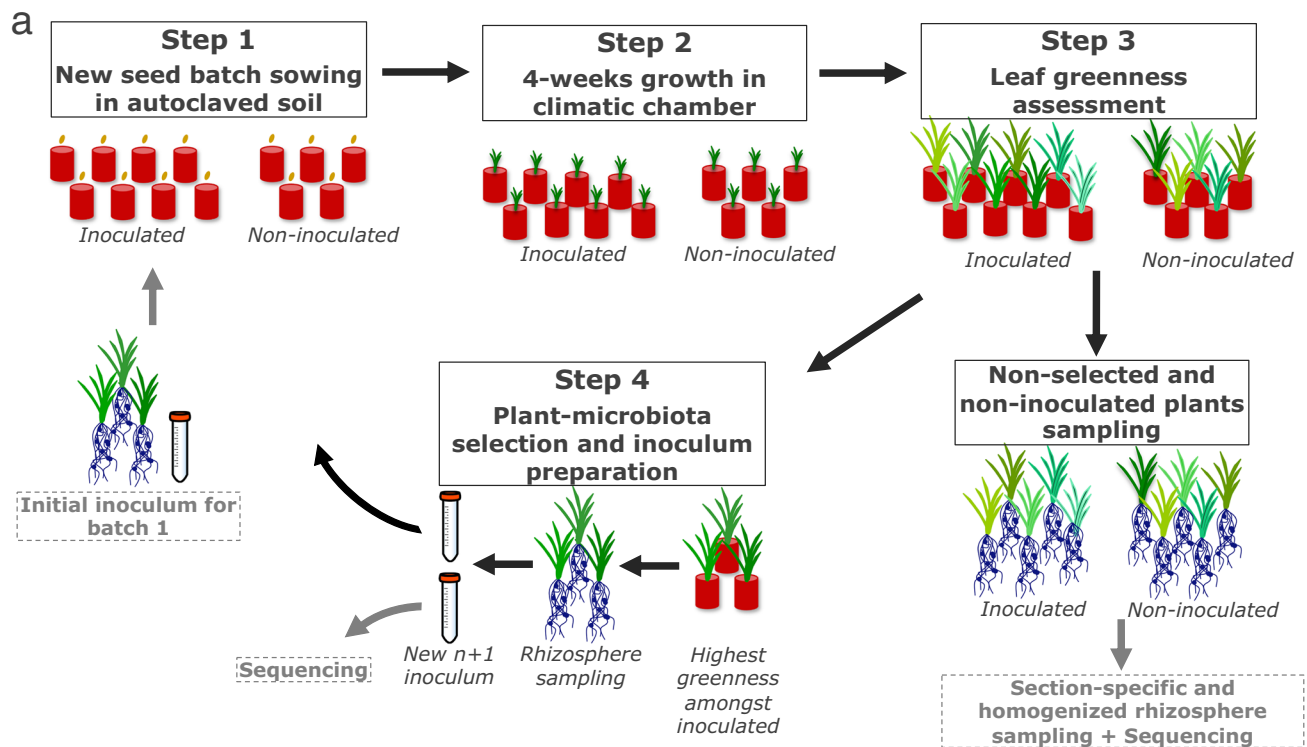 a
Step 1
New seed batch sowing
in autoclaved soil
Inoculated
Non-inoculated
Step 2
4-weeks growth in
climatic chamber
Inoculated
Non-inoculated
Step 3
Leaf greenness
assessment
Inoculated
Non-inoculated
Initial inoculum for
batch 1
Step 4
Plant-microbiota
selection and inoculum
preparation
Sequencing
New n+1
inoculum
Rhizosphere
sampling
Highest
greenness
amongst
inoculated
Non-selected and
non-inoculated plants
sampling
Inoculated
Non-inoculated
Section-specific and
homogenized rhizosphere
sampling + Sequencing